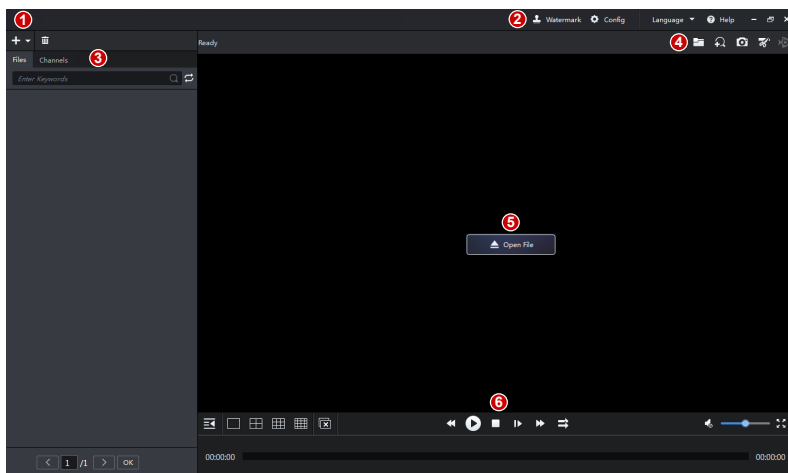 1
2 Watermark Config Language Help
Ready
3
4
Files Channels
Enter Keywords
5
Open File
6
00:00:00 00:00:00
1 /1 OK